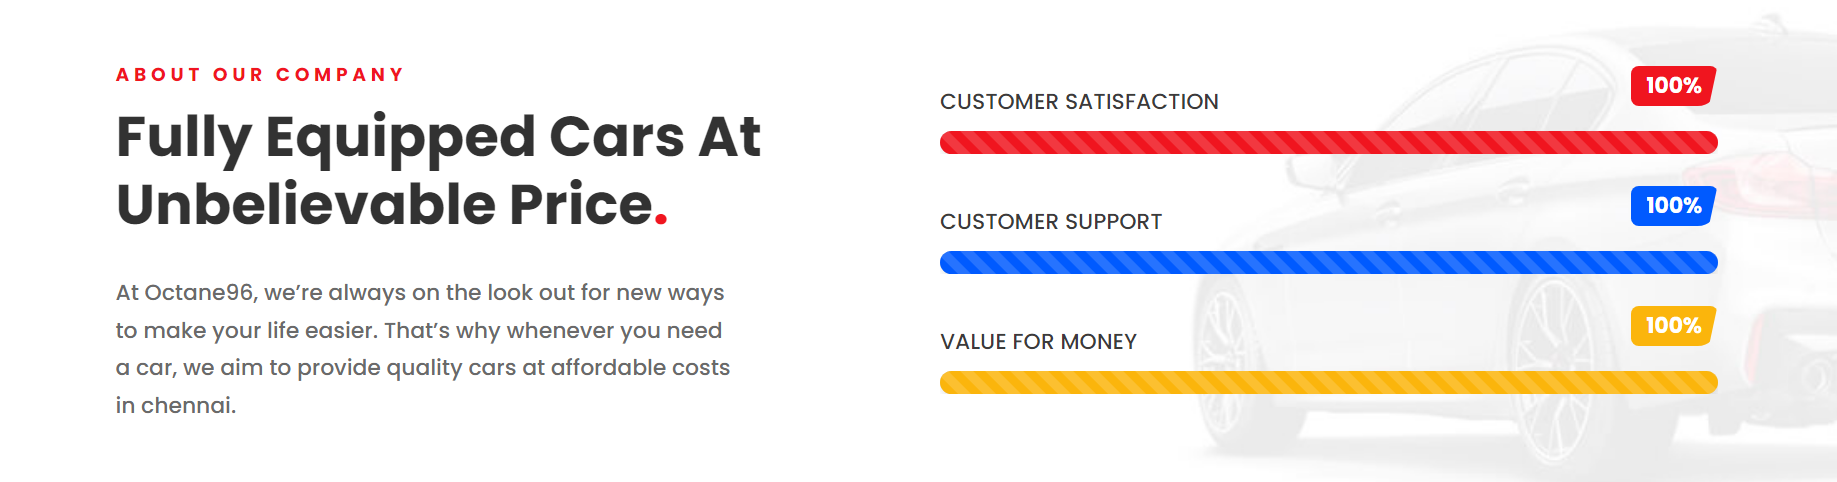 ABOUT OUR COMPANY
Fully Equipped Cars At
Unbelievable Price.
At Octane96, we’re always on the look out for new ways
to make your life easier. That’s why whenever you need
a car, we aim to provide quality cars at affordable costs
in chennai.
CUSTOMER SATISFACTION
100%
CUSTOMER SUPPORT
100%
VALUE FOR MONEY
100%